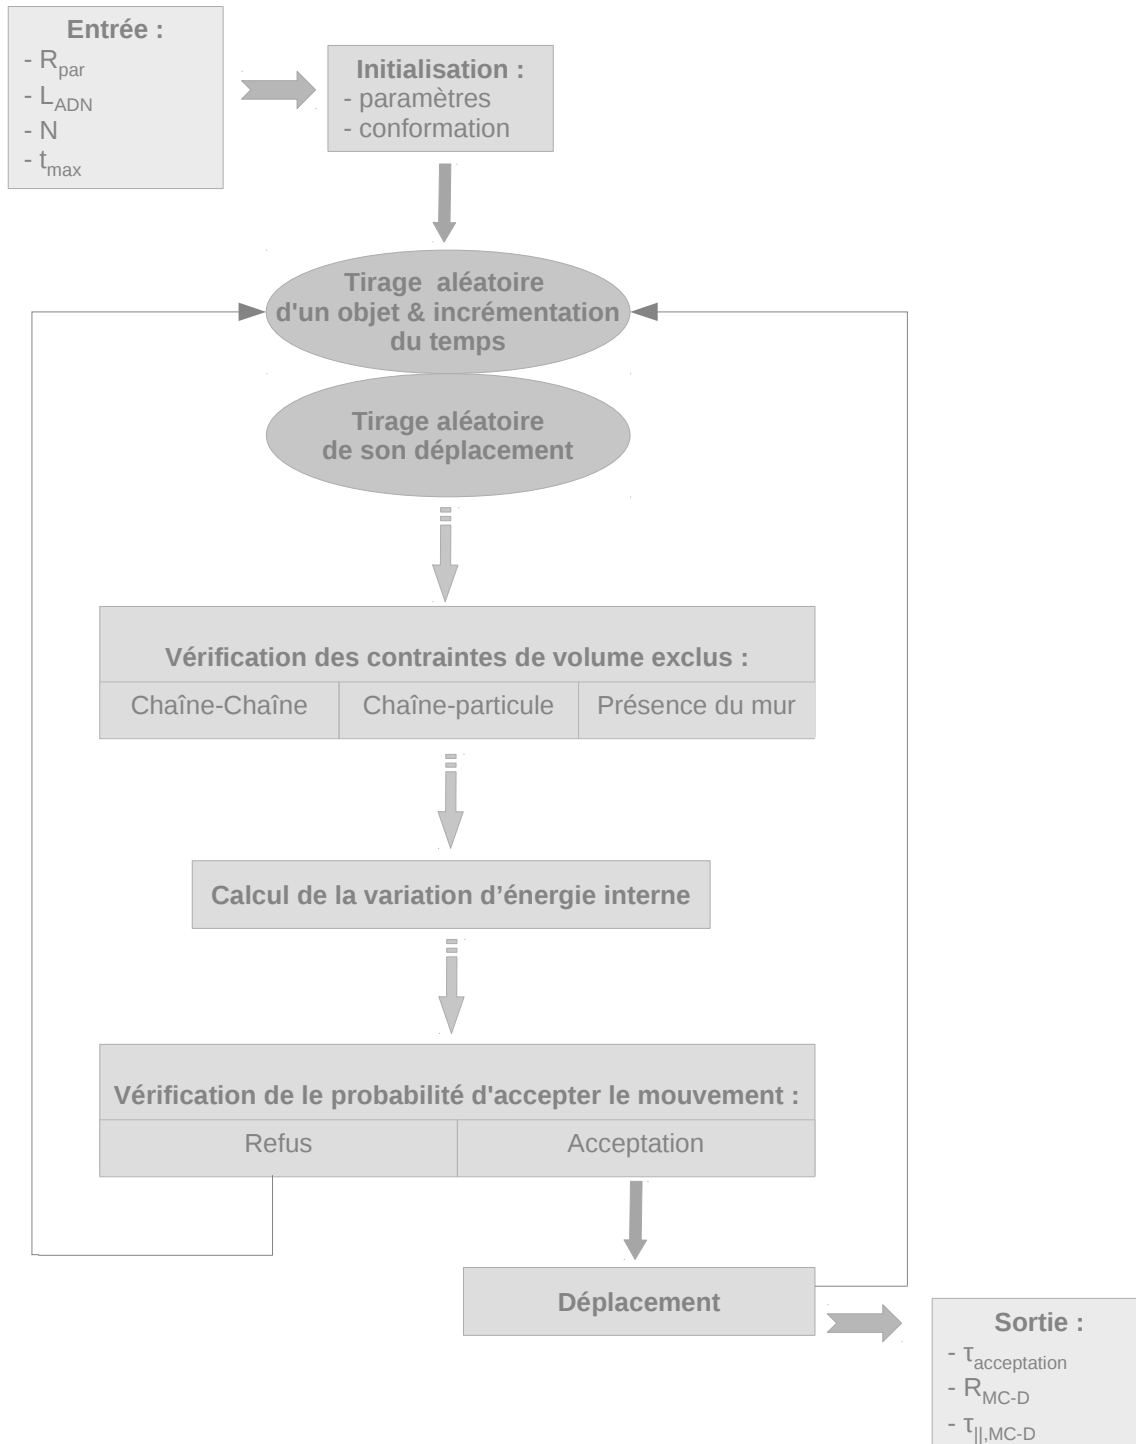 Entrée :
- R_par
- L_ADN
- N
- t_max
Initialisation :
- paramètres
- conformation
Tirage aléatoire
d'un objet & incrémentation
du temps
Tirage aléatoire
de son déplacement
Vérification des contraintes de volume exclus :
Chaîne-Chaîne
Chaîne-particule
Présence du mur
Calcul de la variation d’énergie interne
Vérification de le probabilité d'accepter le mouvement :
Refus
Acceptation
Déplacement
Sortie :
- τ_acceptation
- R_MC-D
- τ_||,MC-D